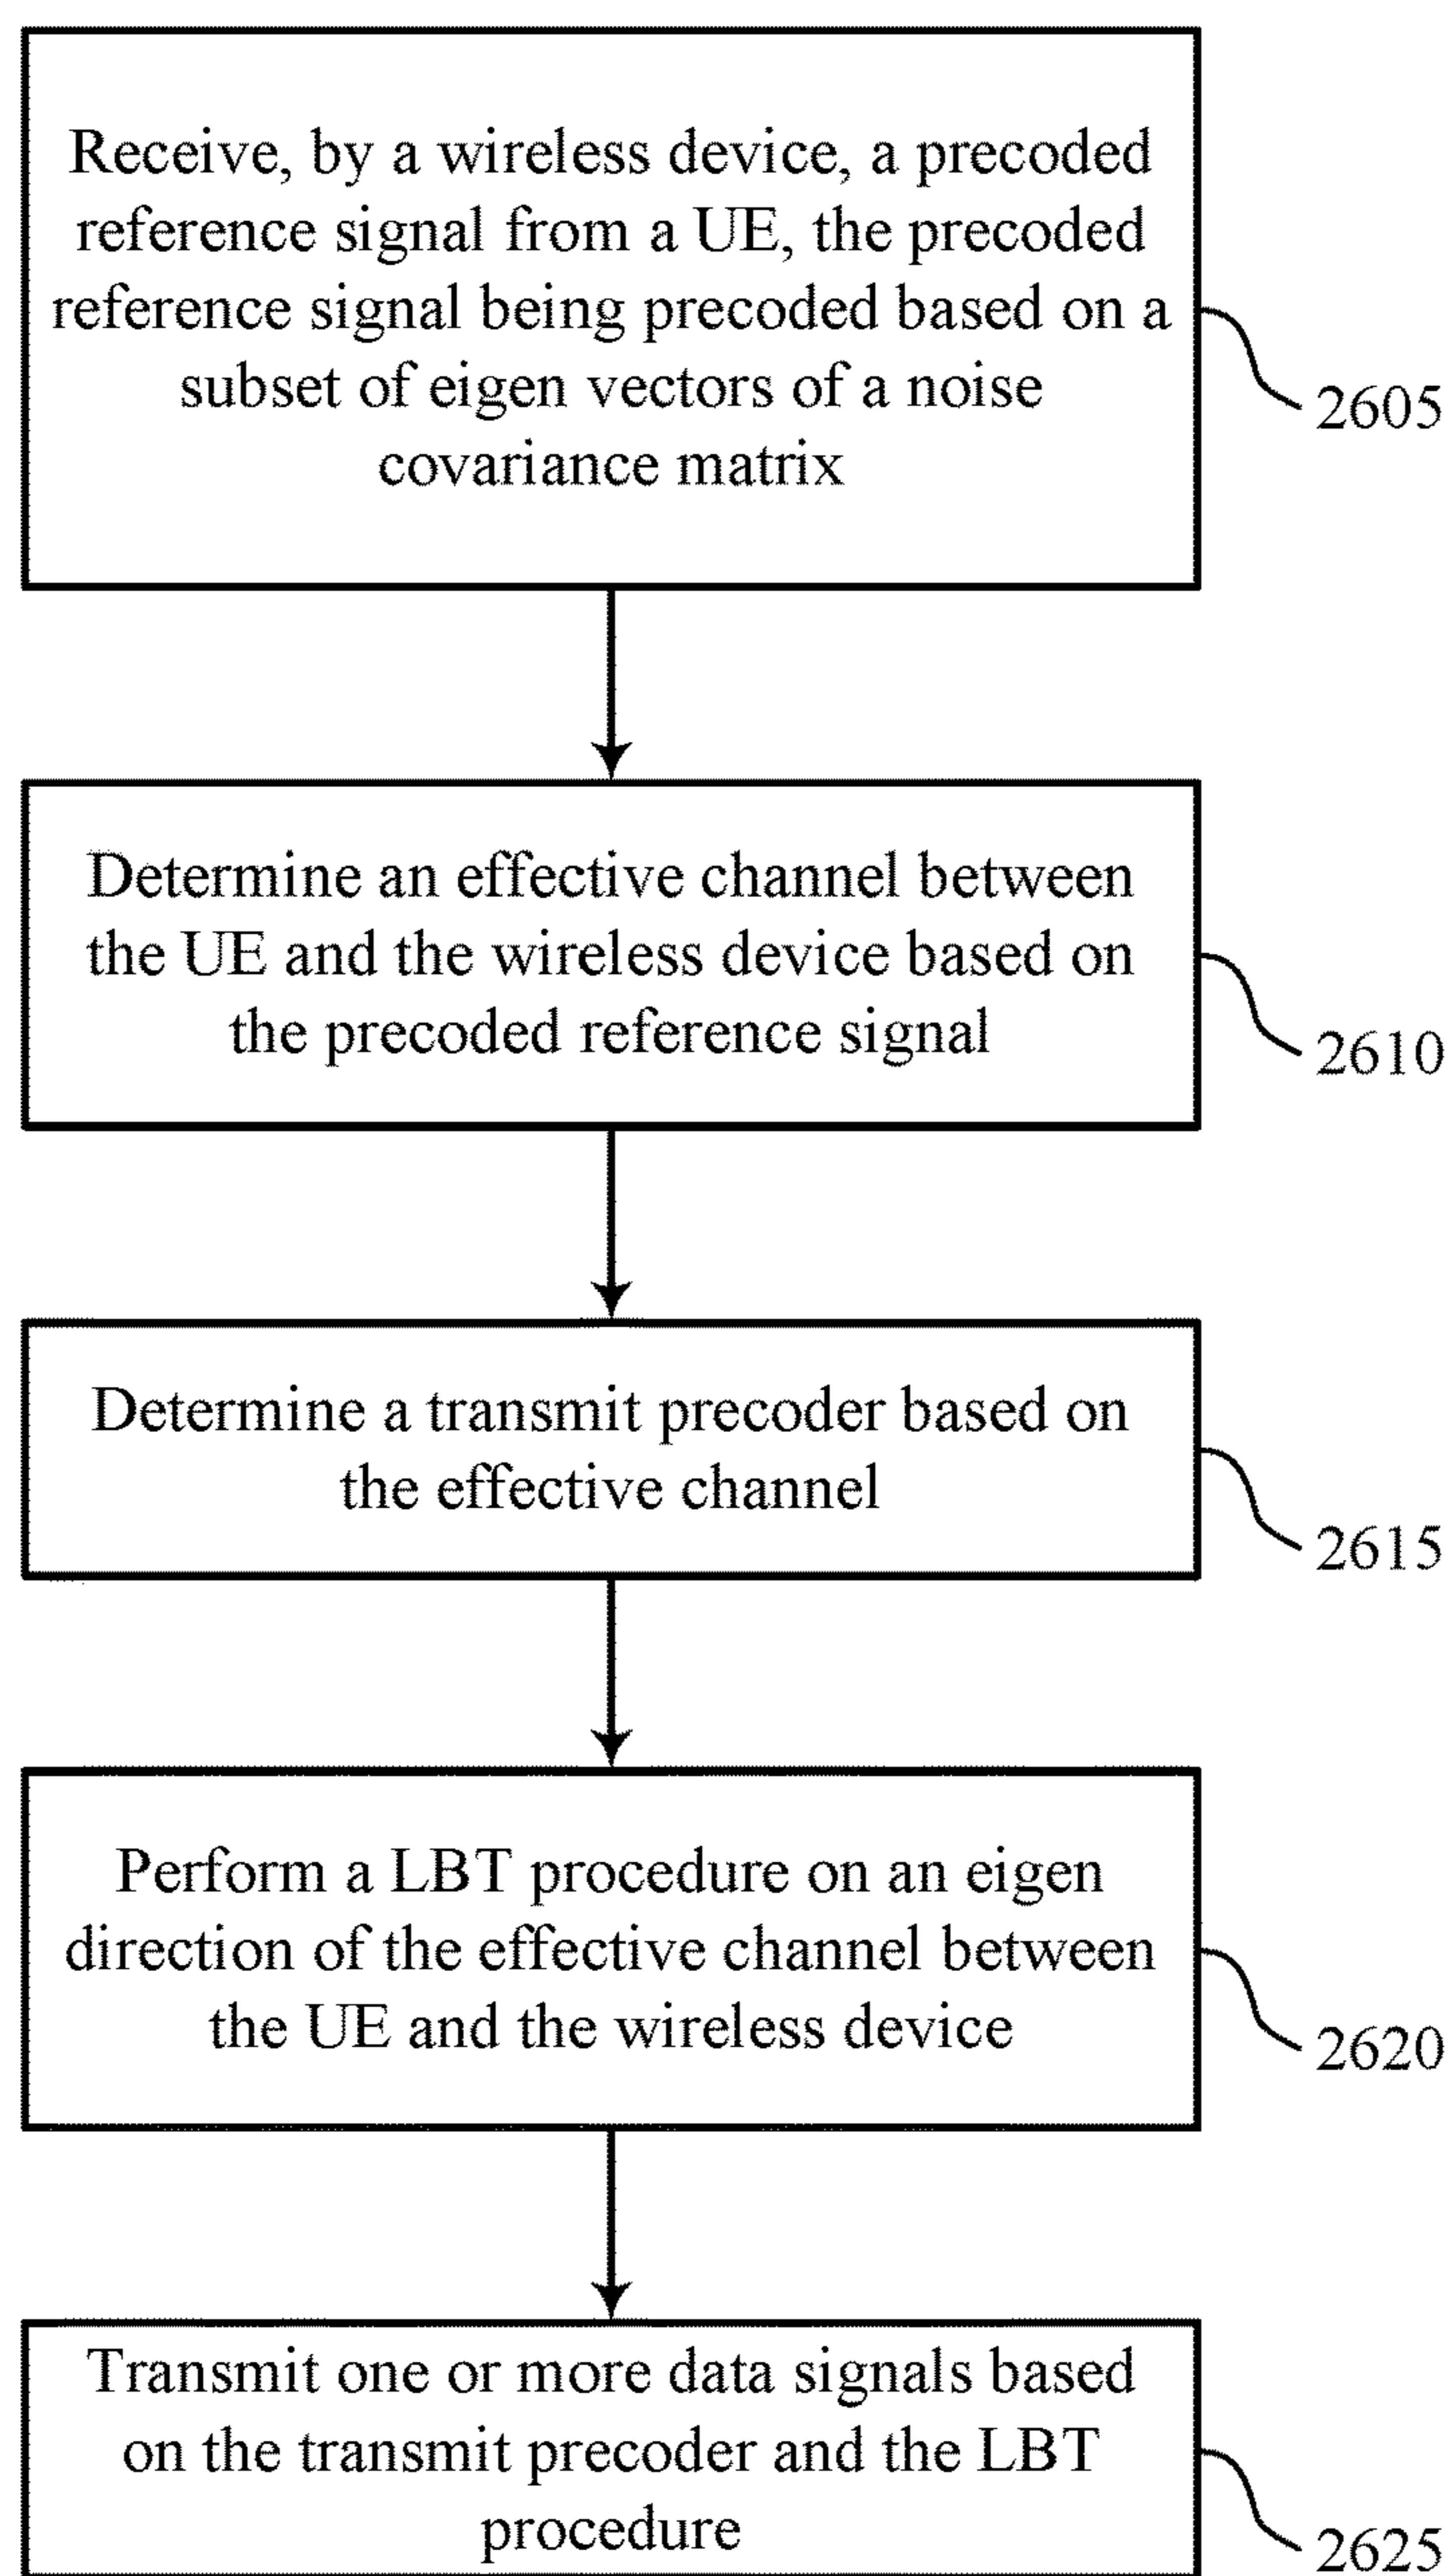 Receive, by a wireless device, a precoded
reference signal from a UE, the precoded
reference signal being precoded based on a
subset of eigen vectors of a noise
covariance matrix
2605
Determine an effective channel between
the UE and the wireless device based on
the precoded reference signal
2610
Determine a transmit precoder based on
the effective channel
2615
Perform a LBT procedure on an eigen
direction of the effective channel between
the UE and the wireless device
2620
Transmit one or more data signals based
on the transmit precoder and the LBT
procedure
2625